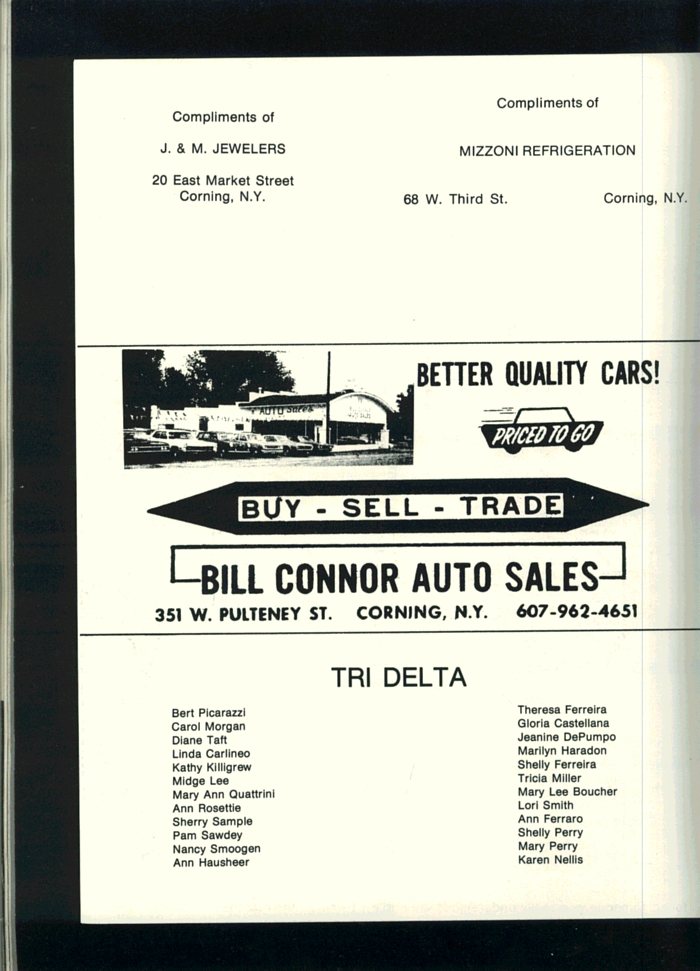 Compliments of
J. & M. JEWELERS
20 East Market Street
Corning, N.Y.
Compliments of
MIZZONI REFRIGERATION
68 W. Third St. Corning, N.Y.
AUTO Sales
BETTER QUALITY CARS!
PRICED TO GO
BUY - SELL - TRADE
BILL CONNOR AUTO SALES
351 W. PULTENEY ST. CORNING, N.Y. 607-962-4651
TRI DELTA
Bert Picarazzi
Carol Morgan
Diane Taft
Linda Carlineo
Kathy Killigrew
Midge Lee
Mary Ann Quattrini
Ann Rosettie
Sherry Sample
Pam Sawdey
Nancy Smoogen
Ann Hausheer
Theresa Ferreira
Gloria Castellana
Jeanine DePumpo
Marilyn Haradon
Shelly Ferreira
Tricia Miller
Mary Lee Boucher
Lori Smith
Ann Ferraro
Shelly Perry
Mary Perry
Karen Nellis